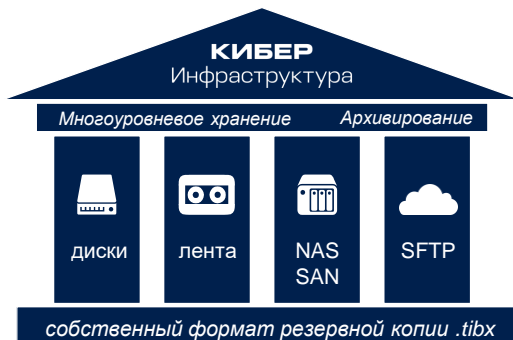 КИБЕР
Инфраструктура
Многоуровневое хранение Архивирование
диски лента NAS SFTP
SAN
собственный формат резервной копии .tibx